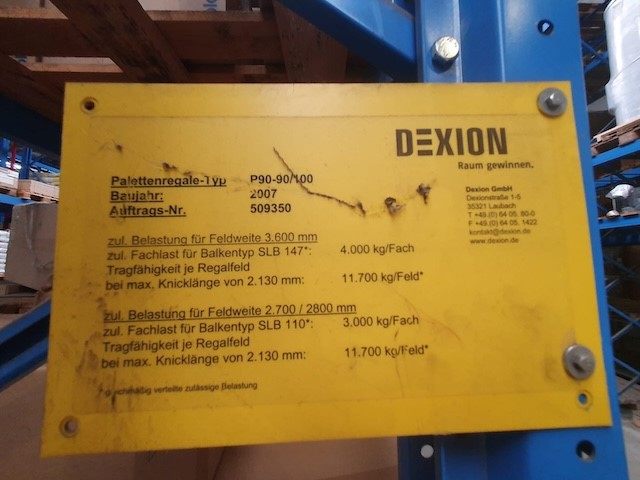 DEXION
Raum gewinnen.
Palettenregale-Typ P90-90/100
Baujahr: 2007
Auftrags-Nr. 509350
Dexion GmbH
Dexionstraße 1-5
35321 Laubach
T +49.(0) 64 05. 80-0
F +49.(0) 64 05. 1422
kontakt@dexion.de
www.dexion.de
zul. Belastung für Feldweite 3.600 mm
zul. Fachlast für Balkentyp SLB 147*: 4.000 kg/Fach
Tragfähigkeit je Regalfeld
bei max. Knicklänge von 2.130 mm: 11.700 kg/Feld*
zul. Belastung für Feldweite 2.700 / 2800 mm
zul. Fachlast für Balkentyp SLB 110*: 3.000 kg/Fach
Tragfähigkeit je Regalfeld
bei max. Knicklänge von 2.130 mm: 11.700 kg/Feld*
* gleichmäßig verteilte zulässige Belastung